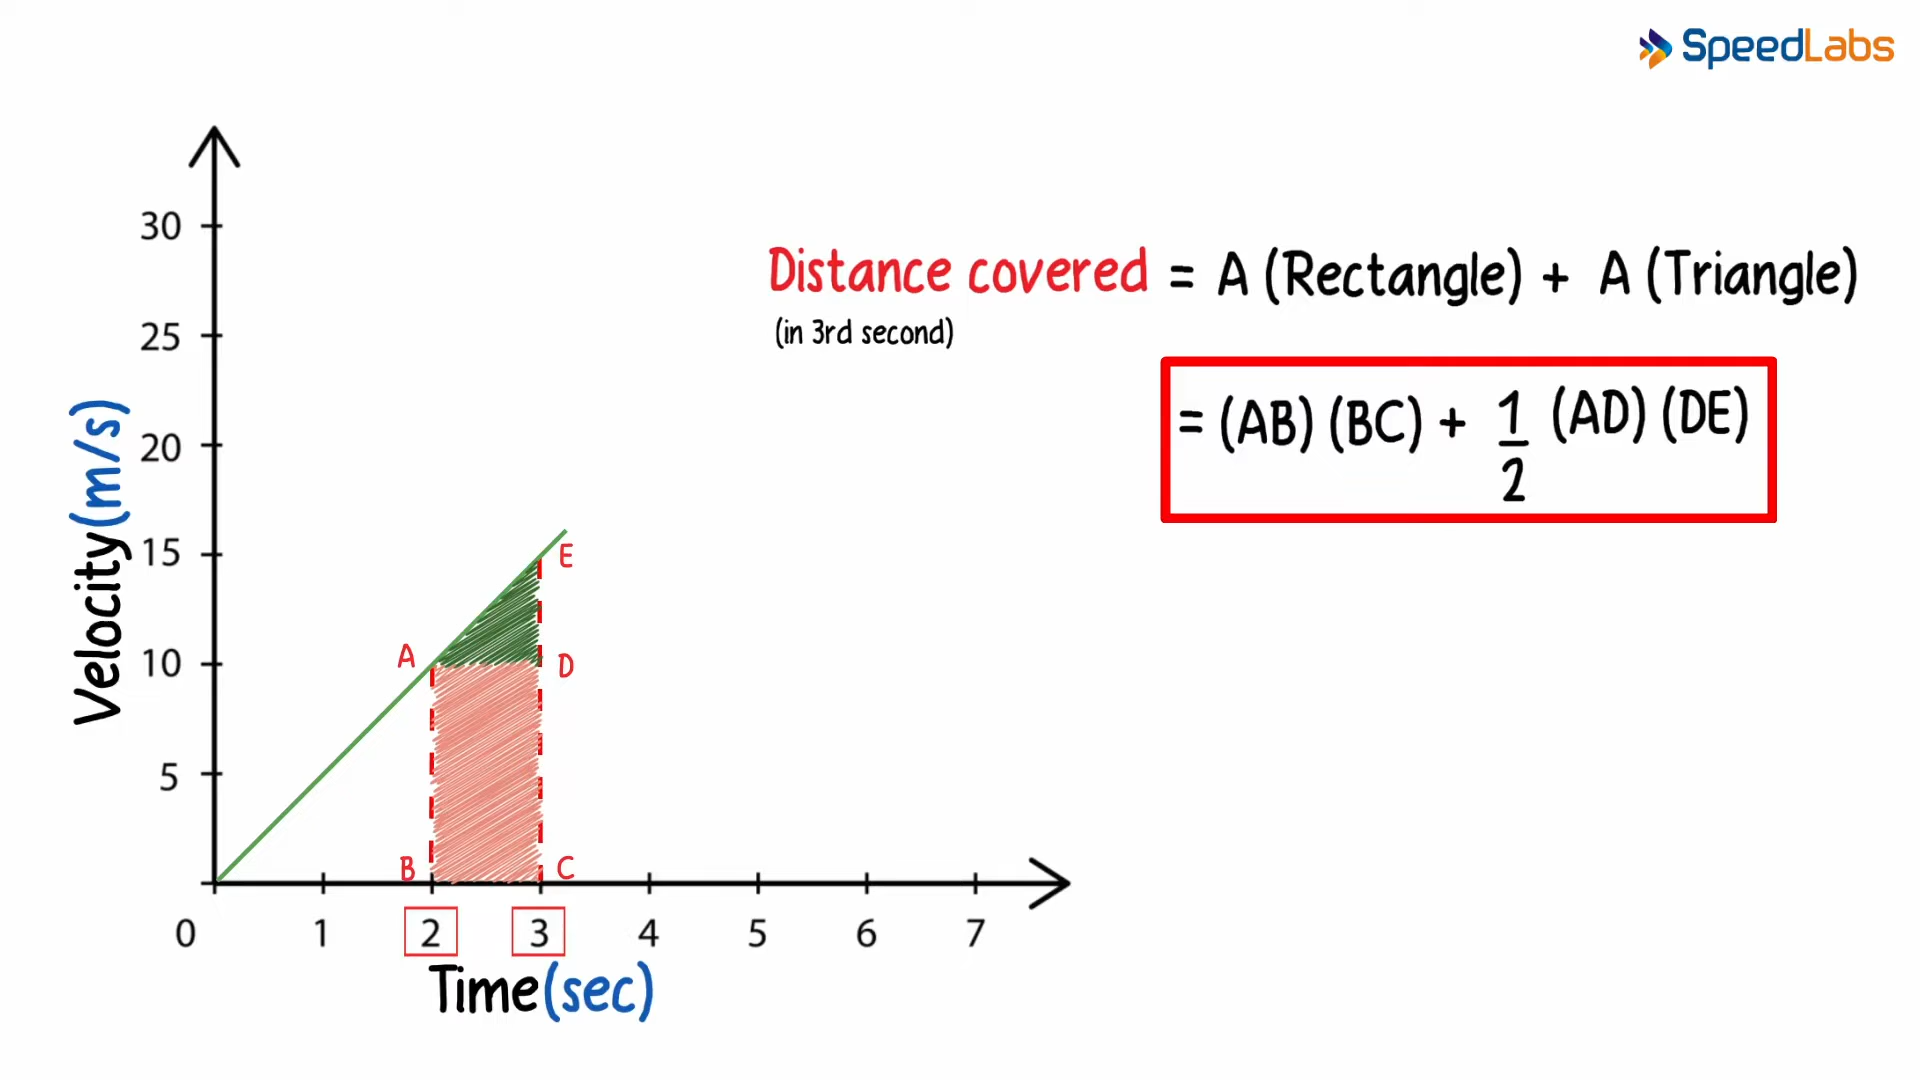 SpeedLabs
Distance covered = A (Rectangle) + A (Triangle)
(in 3rd second)
= (AB) (BC) + 1/2 (AD) (DE)
Velocity(m/s)
30
25
20
15
10
5
E
A
D
B
C
0 1 2 3 4 5 6 7
Time(sec)